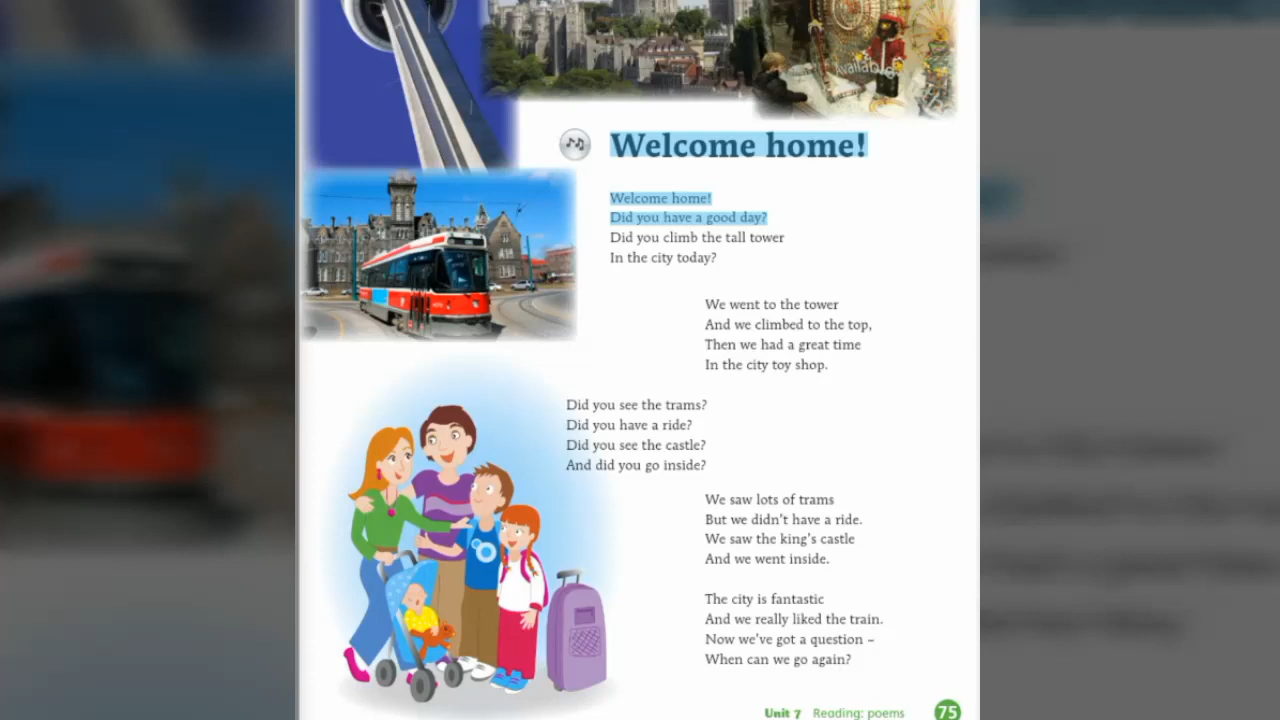 Available
Welcome home!
Welcome home!
Did you have a good day?
Did you climb the tall tower
In the city today?
We went to the tower
And we climbed to the top,
Then we had a great time
In the city toy shop.
Did you see the trams?
Did you have a ride?
Did you see the castle?
And did you go inside?
We saw lots of trams
But we didn't have a ride.
We saw the king's castle
And we went inside.
The city is fantastic
And we really liked the train.
Now we've got a question –
When can we go again?
Unit 7 Reading: poems 75